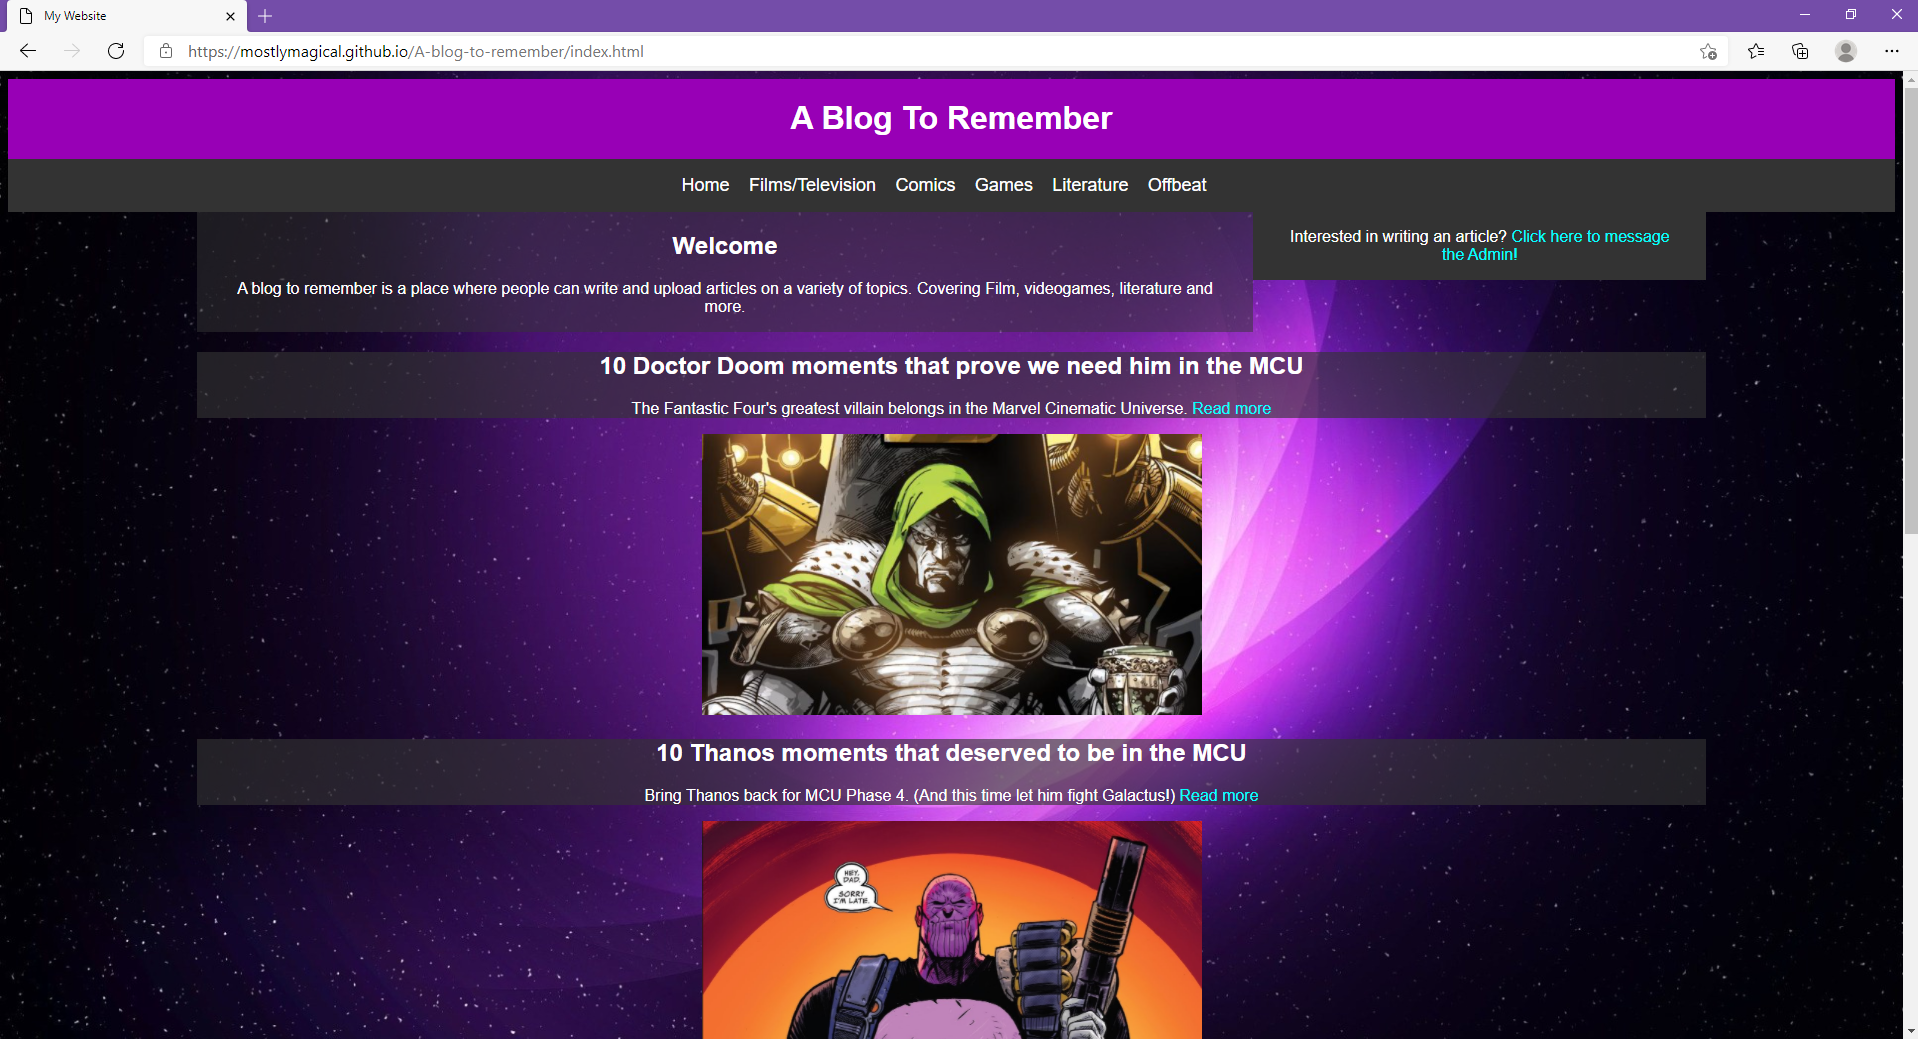 My Website
https://mostlymagical.github.io/A-blog-to-remember/index.html
A Blog To Remember
Home Films/Television Comics Games Literature Offbeat
Welcome
A blog to remember is a place where people can write and upload articles on a variety of topics. Covering Film, videogames, literature and
more.
Interested in writing an article? Click here to message
the Admin!
10 Doctor Doom moments that prove we need him in the MCU
The Fantastic Four's greatest villain belongs in the Marvel Cinematic Universe. Read more
10 Thanos moments that deserved to be in the MCU
Bring Thanos back for MCU Phase 4. (And this time let him fight Galactus!) Read more
HEY,
DAD.
SORRY
I'M LATE.